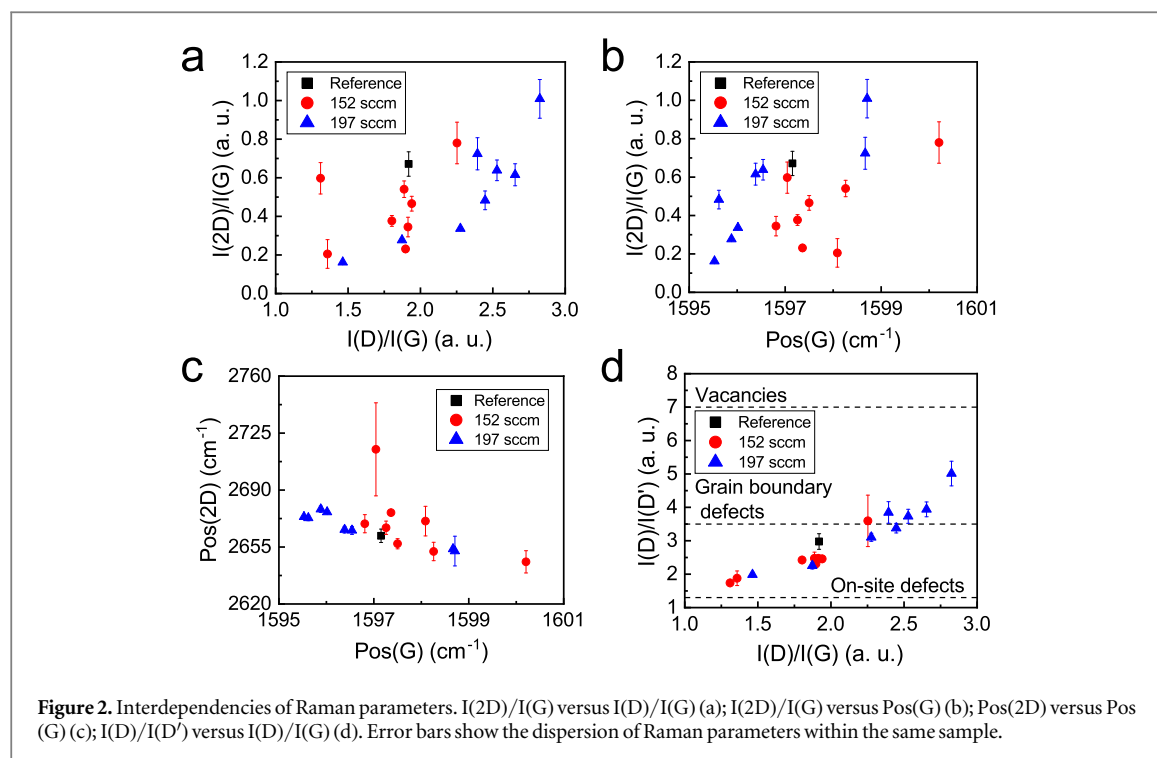 a
1.2
1.0
0.8
0.6
0.4
0.2
0.0
I(2D)/I(G) (a. u.)
Reference
152 sccm
197 sccm
1.0 1.5 2.0 2.5 3.0
I(D)/I(G) (a. u.)
b
1.2
1.0
0.8
0.6
0.4
0.2
0.0
I(2D)/I(G) (a. u.)
Reference
152 sccm
197 sccm
1595 1597 1599 1601
Pos(G) (cm⁻¹)
c
2760
2725
2690
2655
2620
Pos(2D) (cm⁻¹)
Reference
152 sccm
197 sccm
1595 1597 1599 1601
Pos(G) (cm⁻¹)
d
8
7
6
5
4
3
2
1
I(D)/I(D') (a. u.)
Vacancies
Reference
152 sccm
197 sccm
Grain boundary
defects
On-site defects
1.0 1.5 2.0 2.5 3.0
I(D)/I(G) (a. u.)
Figure 2. Interdependencies of Raman parameters. I(2D)/I(G) versus I(D)/I(G) (a); I(2D)/I(G) versus Pos(G) (b); Pos(2D) versus Pos
(G) (c); I(D)/I(D′) versus I(D)/I(G) (d). Error bars show the dispersion of Raman parameters within the same sample.